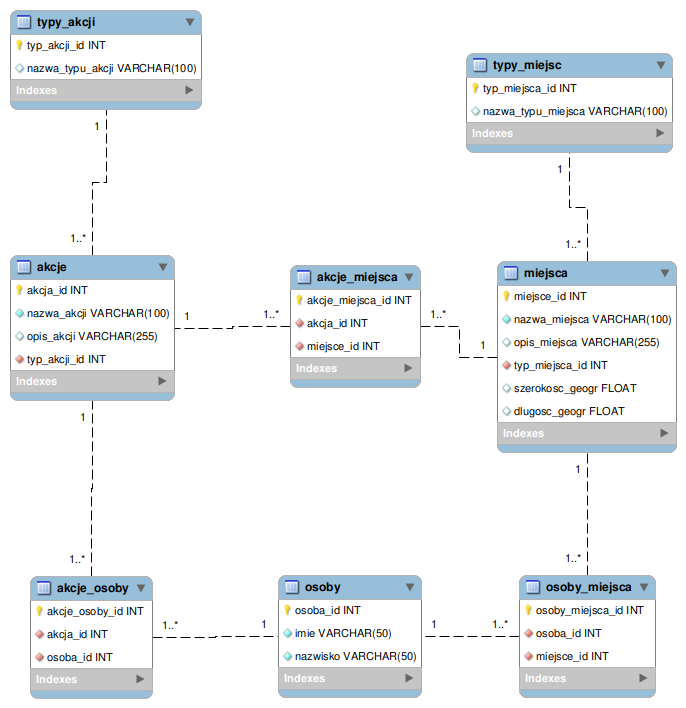 typy_akcji
typ_akcji_id INT
nazwa_typu_akcji VARCHAR(100)
Indexes
1
1..*
typy_miejsc
typ_miejsca_id INT
nazwa_typu_miejsca VARCHAR(100)
Indexes
1
1..*
akcje
akcja_id INT
nazwa_akcji VARCHAR(100)
opis_akcji VARCHAR(255)
typ_akcji_id INT
Indexes
1
1..*
akcje_miejsca
akcje_miejsca_id INT
akcja_id INT
miejsce_id INT
Indexes
1..*
1
miejsca
miejsce_id INT
nazwa_miejsca VARCHAR(100)
opis_miejsca VARCHAR(255)
typ_miejsca_id INT
szerokosc_geogr FLOAT
dlugosc_geogr FLOAT
Indexes
1
1..*
1
1..*
akcje_osoby
akcje_osoby_id INT
akcja_id INT
osoba_id INT
Indexes
1..*
1
osoby
osoba_id INT
imie VARCHAR(50)
nazwisko VARCHAR(50)
Indexes
1
1..*
osoby_miejsca
osoby_miejsca_id INT
osoba_id INT
miejsce_id INT
Indexes